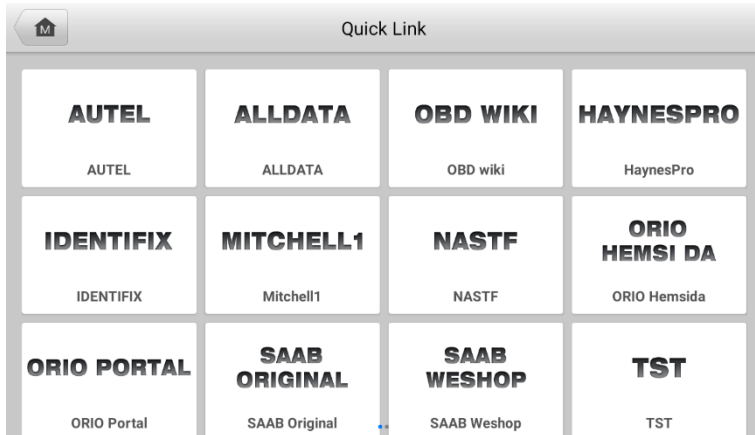 M
Quick Link
AUTEL
AUTEL
ALLDATA
ALLDATA
OBD WIKI
OBD wiki
HAYNESPRO
HaynesPro
IDENTIFIX
IDENTIFIX
MITCHELL1
Mitchell1
NASTF
NASTF
ORIO
HEMSI DA
ORIO Hemsida
ORIO PORTAL
ORIO Portal
SAAB
ORIGINAL
SAAB Original
SAAB
WESHOP
SAAB Weshop
TST
TST